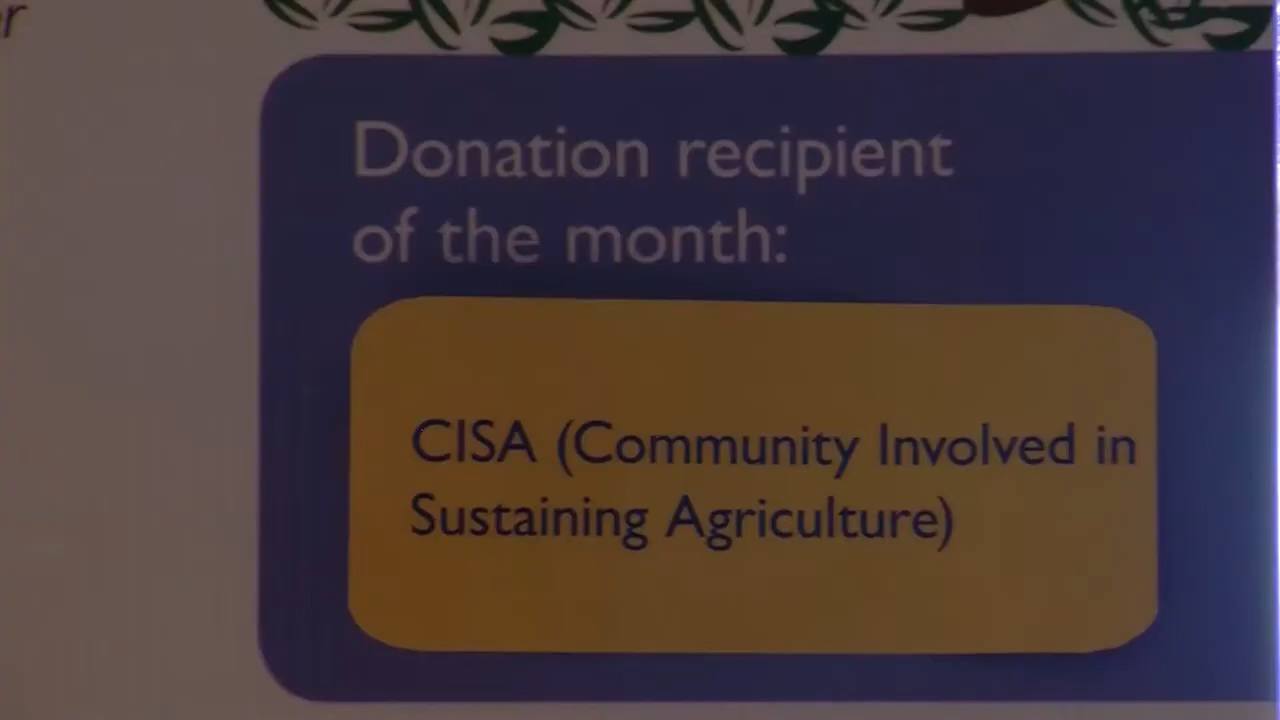 Donation recipient
of the month:
CISA (Community Involved in
Sustaining Agriculture)